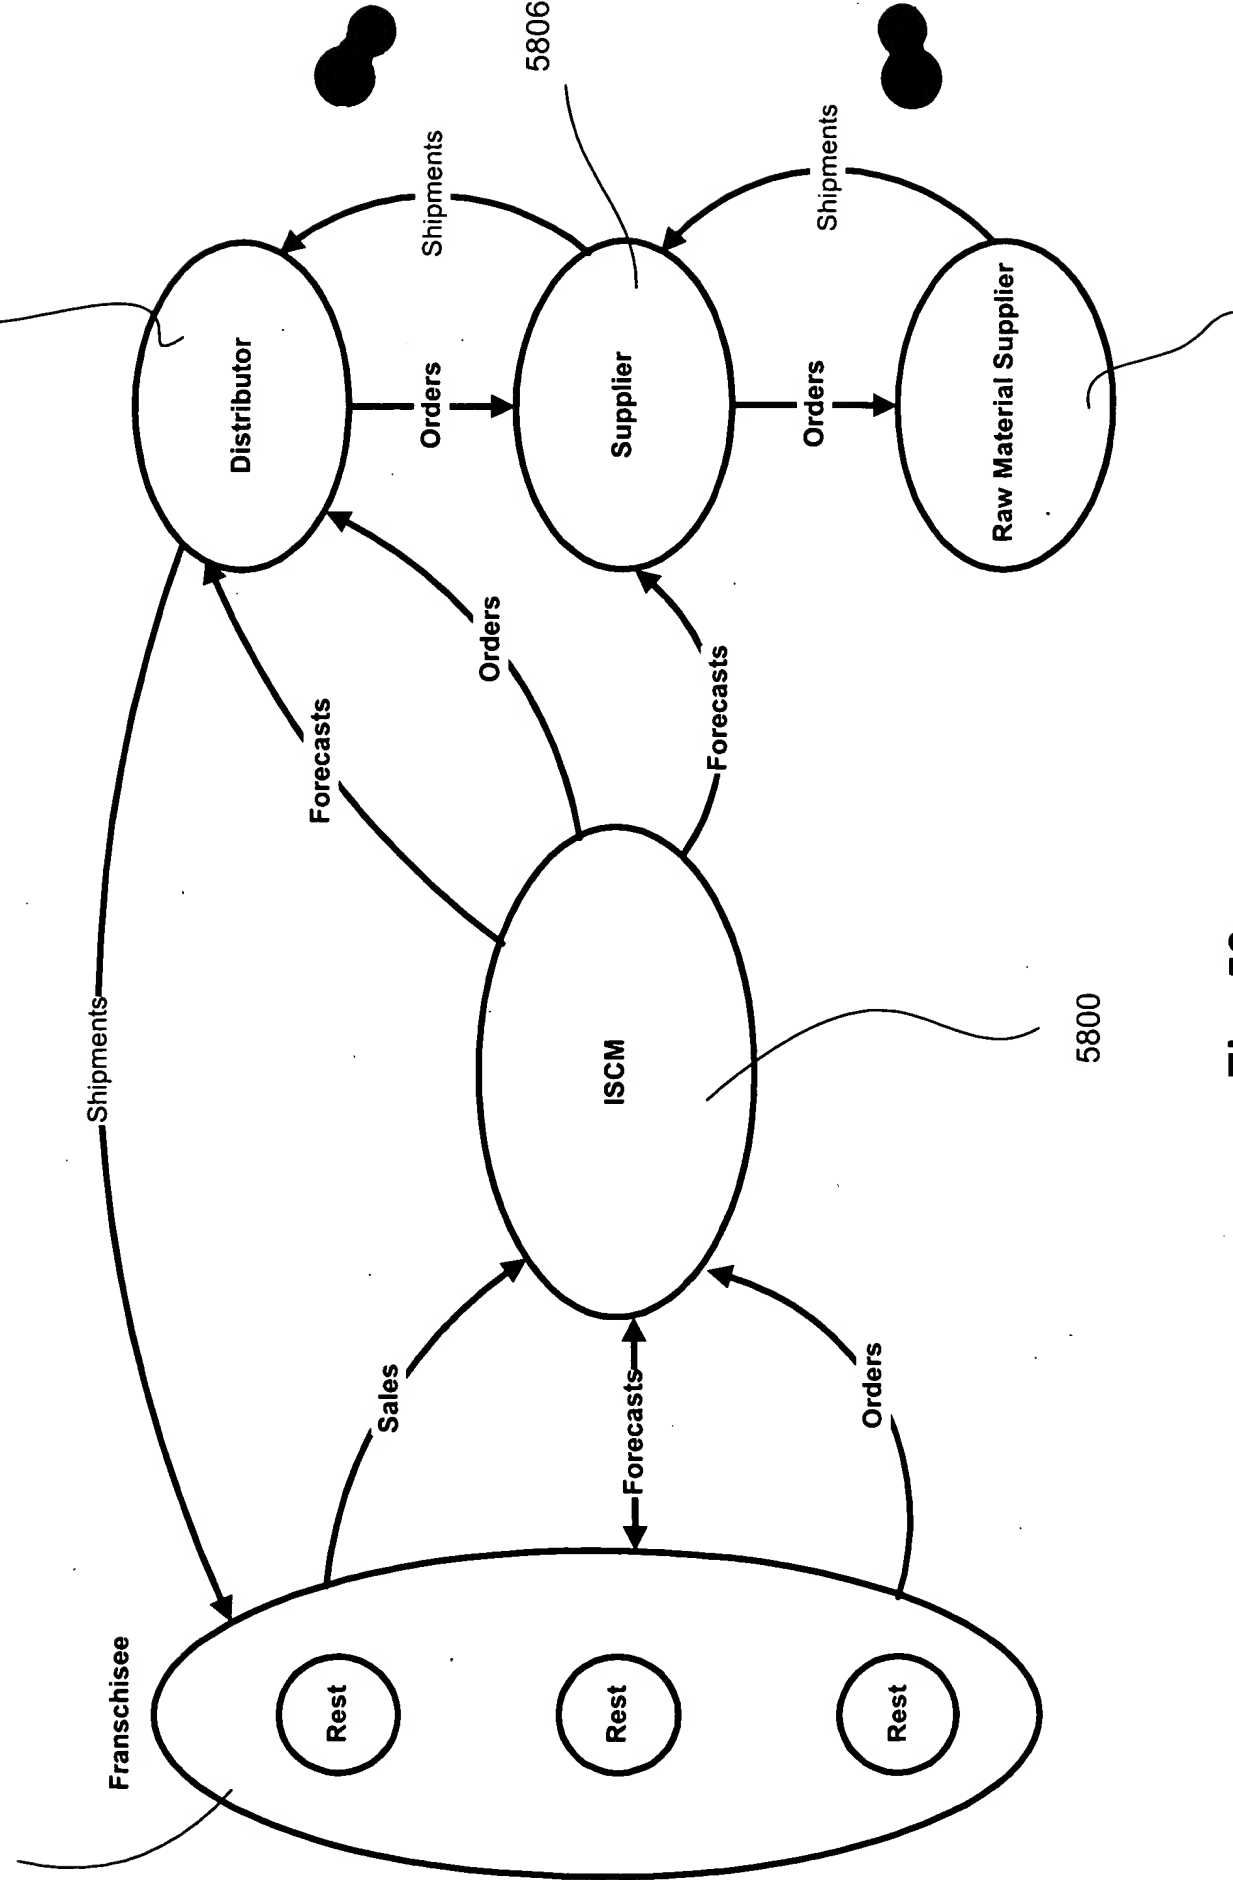 Franschisee
Rest
Rest
Rest
Shipments
Sales
Forecasts
Orders
ISCM
5800
Forecasts
Orders
Forecasts
Distributor
Orders
Shipments
Supplier
5806
Orders
Shipments
Raw Material Supplier